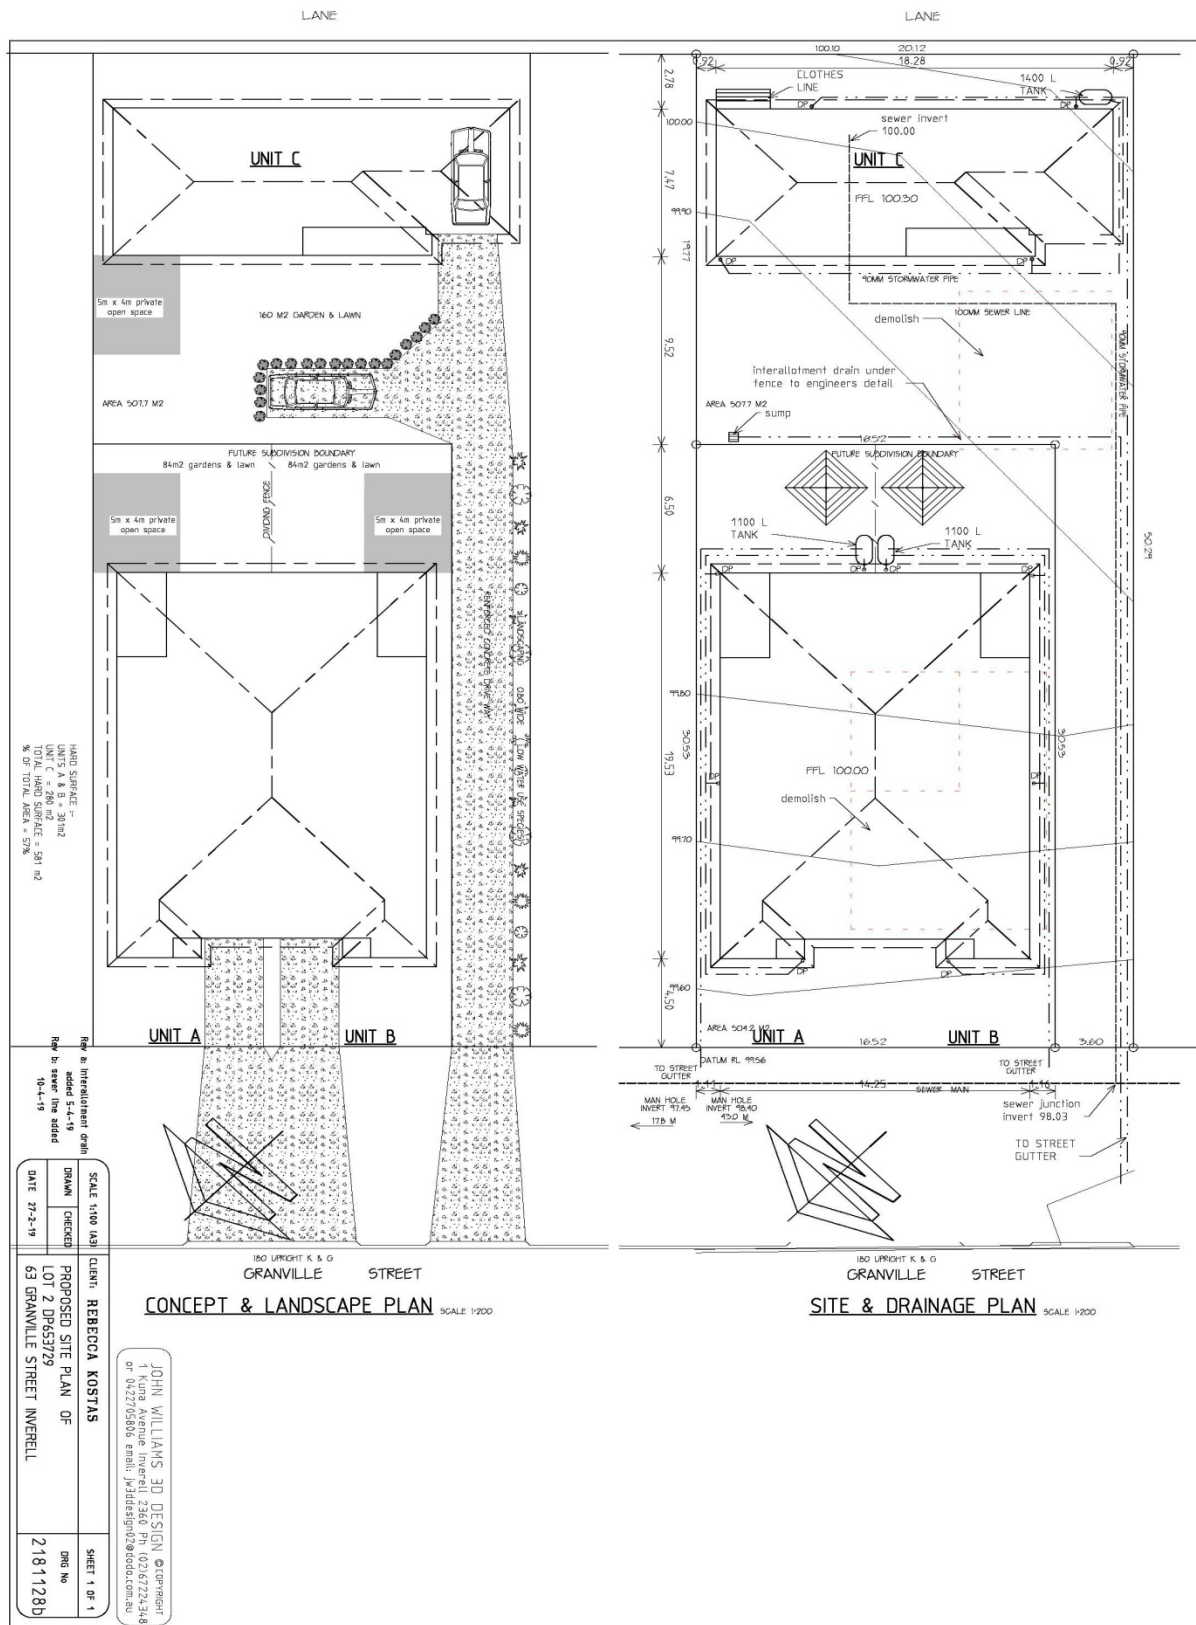 LANE
UNIT C
5m x 4m private
open space
160 M2 GARDEN & LAWN
AREA 507.7 M2
FUTURE SUBDIVISION BOUNDARY
84m2 gardens & lawn
84m2 gardens & lawn
DIVIDING FENCE
5m x 4m private
open space
5m x 4m private
open space
REINFORCED CONCRETE DRIVEWAY
LANDSCAPING 0.80 WIDE (LOW WATER USE SPECIES)
HARD SURFACE :-
UNITS A & B = 301m2
UNIT C = 280 m2
TOTAL HARD SURFACE = 581 m2
% OF TOTAL AREA = 57%
UNIT A
UNIT B
180 UPRIGHT K & G
GRANVILLE STREET
CONCEPT & LANDSCAPE PLAN SCALE 1:200
Rev a: interallotment drain
added 5-4-19
Rev b: sewer line added
10-4-19
SCALE 1:100 (A3)
DRAWN
CHECKED
DATE 27-2-19
CLIENT: REBECCA KOSTAS
PROPOSED SITE PLAN OF
LOT 2 DP653729
63 GRANVILLE STREET INVERELL
SHEET 1 OF 1
DRG No
2181128b
JOHN WILLIAMS 3D DESIGN ©COPYRIGHT
1 Kuna Avenue Inverell 2360 Ph (02)67224348
or 0422705806 email: jw3ddesign02@dodo.com.au
LANE
100.10
20.12
0.92
18.28
0.92
2.78
CLOTHES
LINE
1400 L
TANK
DP
DP
sewer invert
100.00
100.00
UNIT C
7.47
FFL 100.30
99.90
19.77
DP
DP
90MM STORMWATER PIPE
100MM SEWER LINE
demolish
90MM STORMWATER PIPE
9.52
interallotment drain under
fence to engineers detail
AREA 507.7 M2
sump
16.52
FUTURE SUBDIVISION BOUNDARY
6.50
1100 L
TANK
1100 L
TANK
50.29
DP
DP
DP
DP
99.80
30.53
30.53
19.53
FFL 100.00
DP
DP
demolish
99.70
DP
DP
99.60
4.50
AREA 504.2 M2
UNIT A
UNIT B
16.52
3.60
DATUM RL 99.56
TO STREET
GUTTER
TO STREET
GUTTER
14.25
SEWER MAIN
MAN HOLE
INVERT 97.45
17.8 M
MAN HOLE
INVERT 98.40
43.0 M
sewer junction
invert 98.03
TO STREET
GUTTER
180 UPRIGHT K & G
GRANVILLE STREET
SITE & DRAINAGE PLAN SCALE 1:200